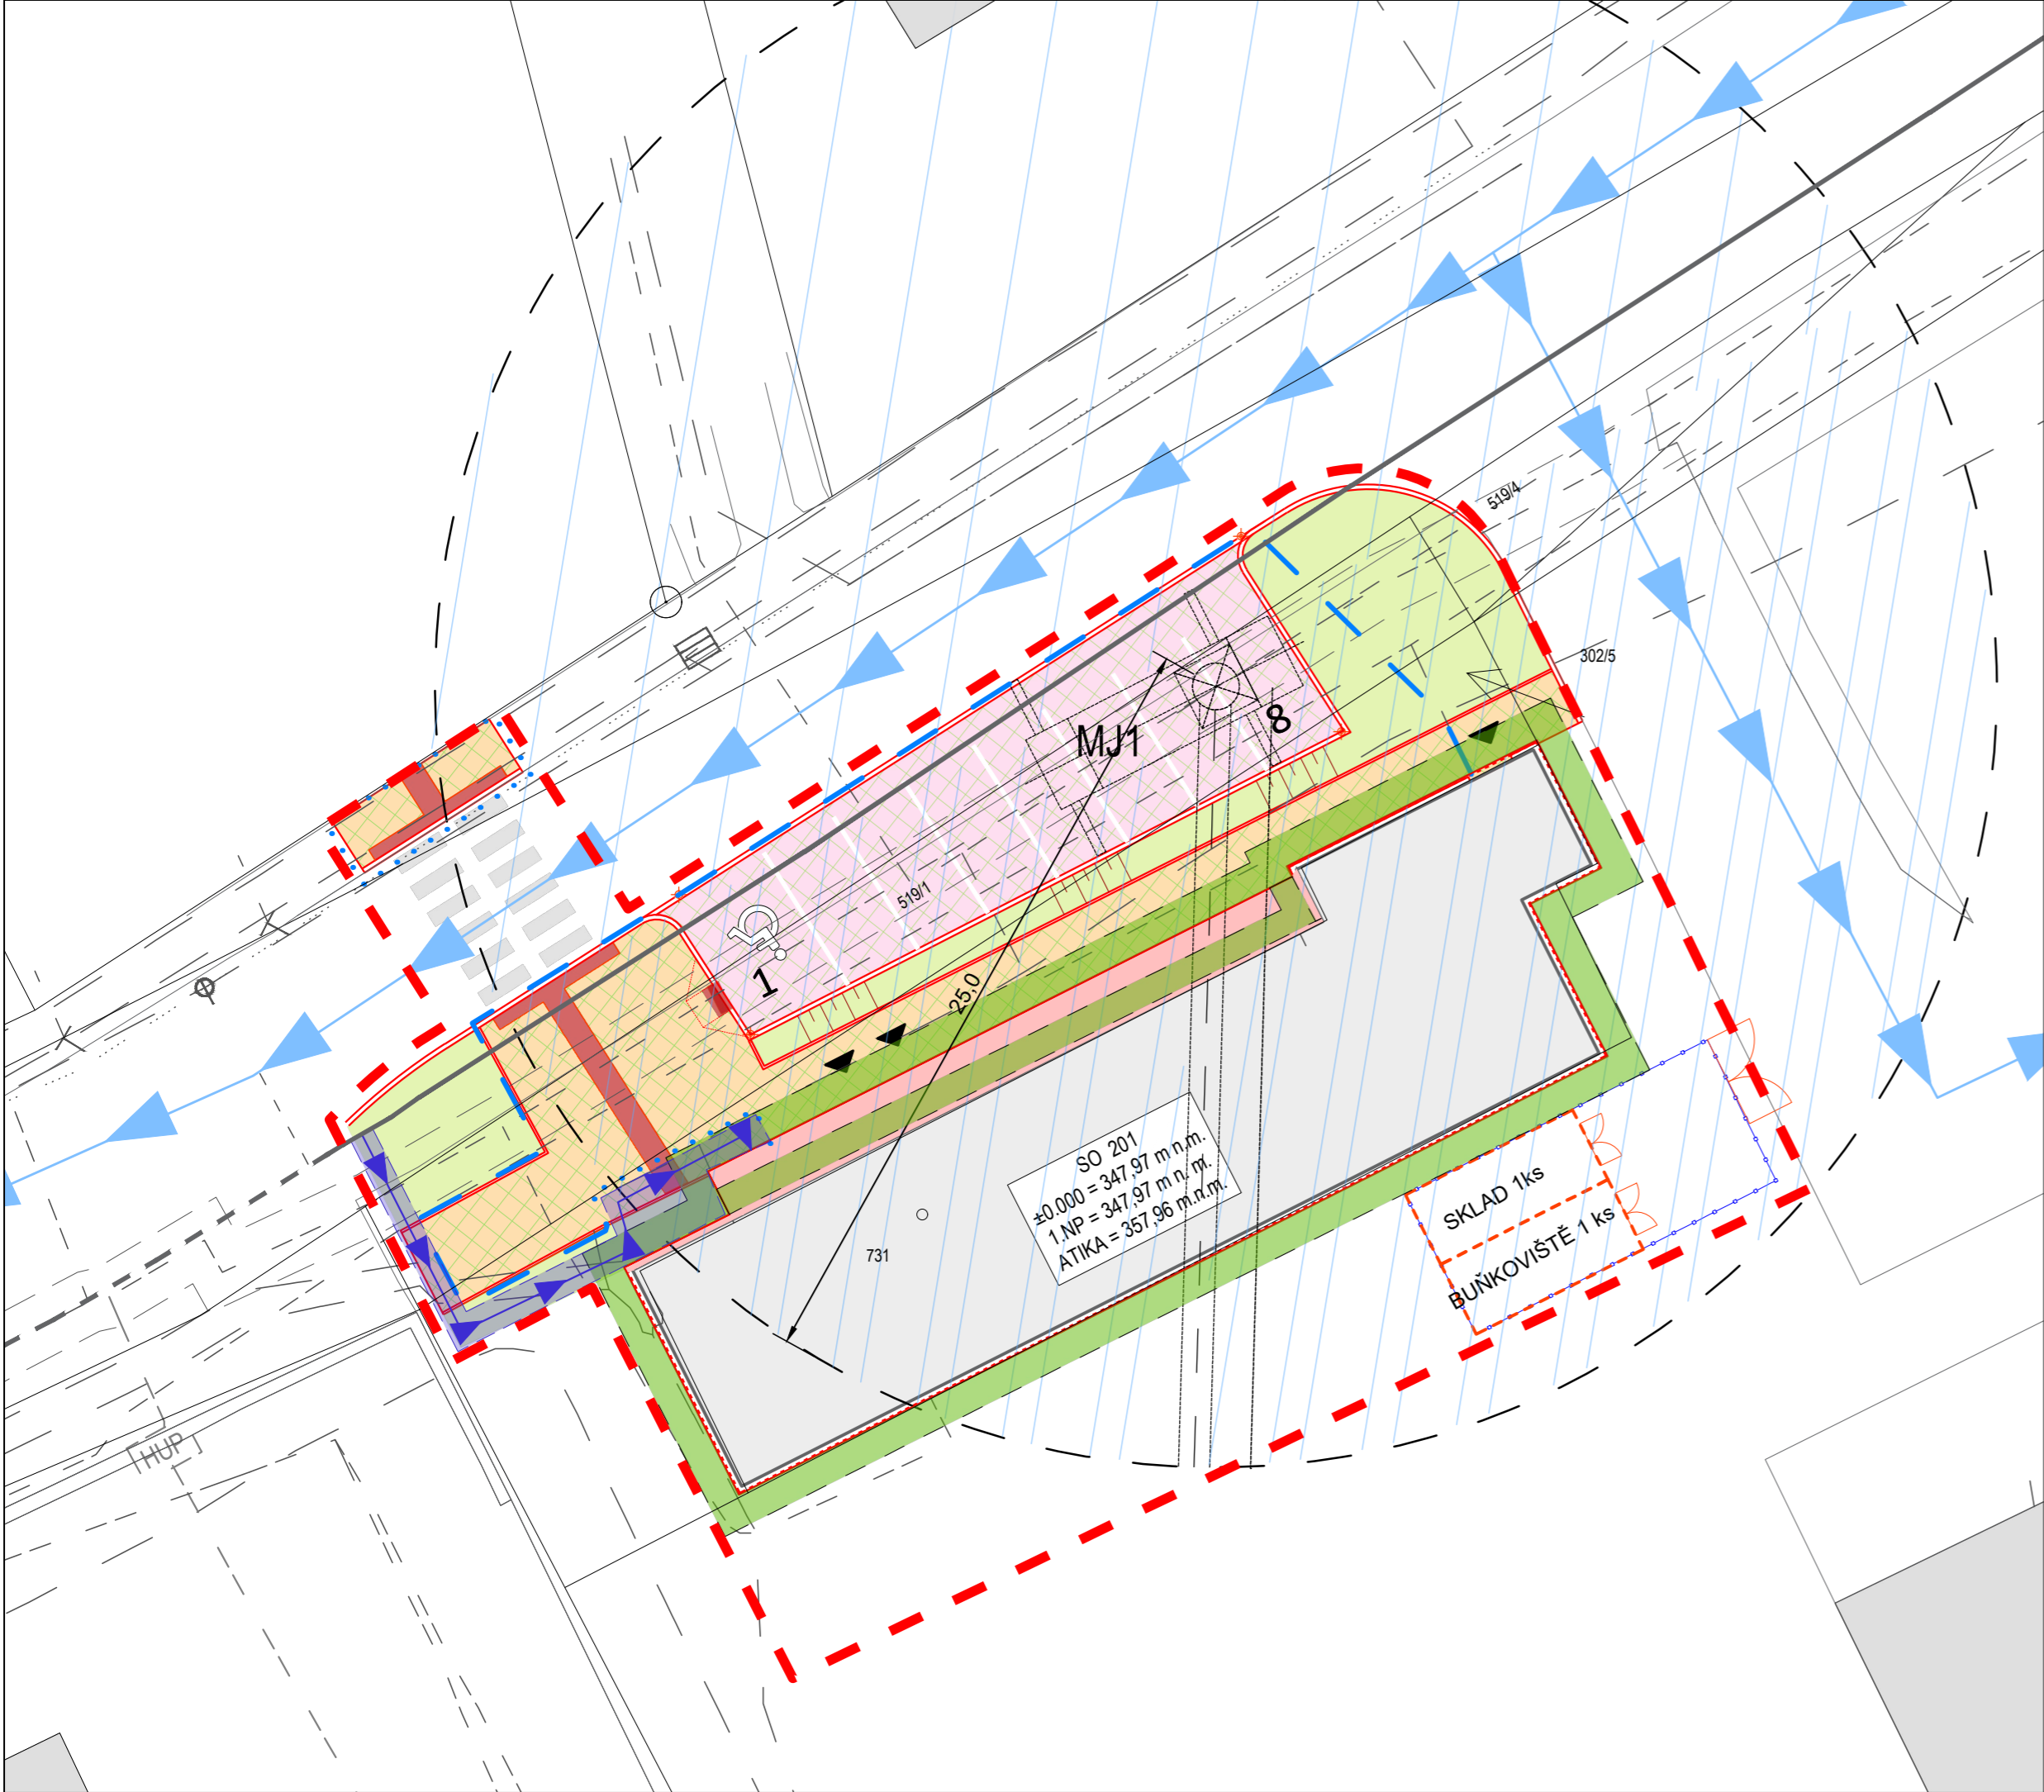 519/4
302/5
8
MJ1
519/1
1
25,0
SO 201
±0.000 = 347,97 m n.m.
1.NP = 347,97 m n. m.
ATIKA = 357,96 m.n.m.
731
SKLAD 1ks
BUŇKOVIŠTĚ 1 ks
HUP